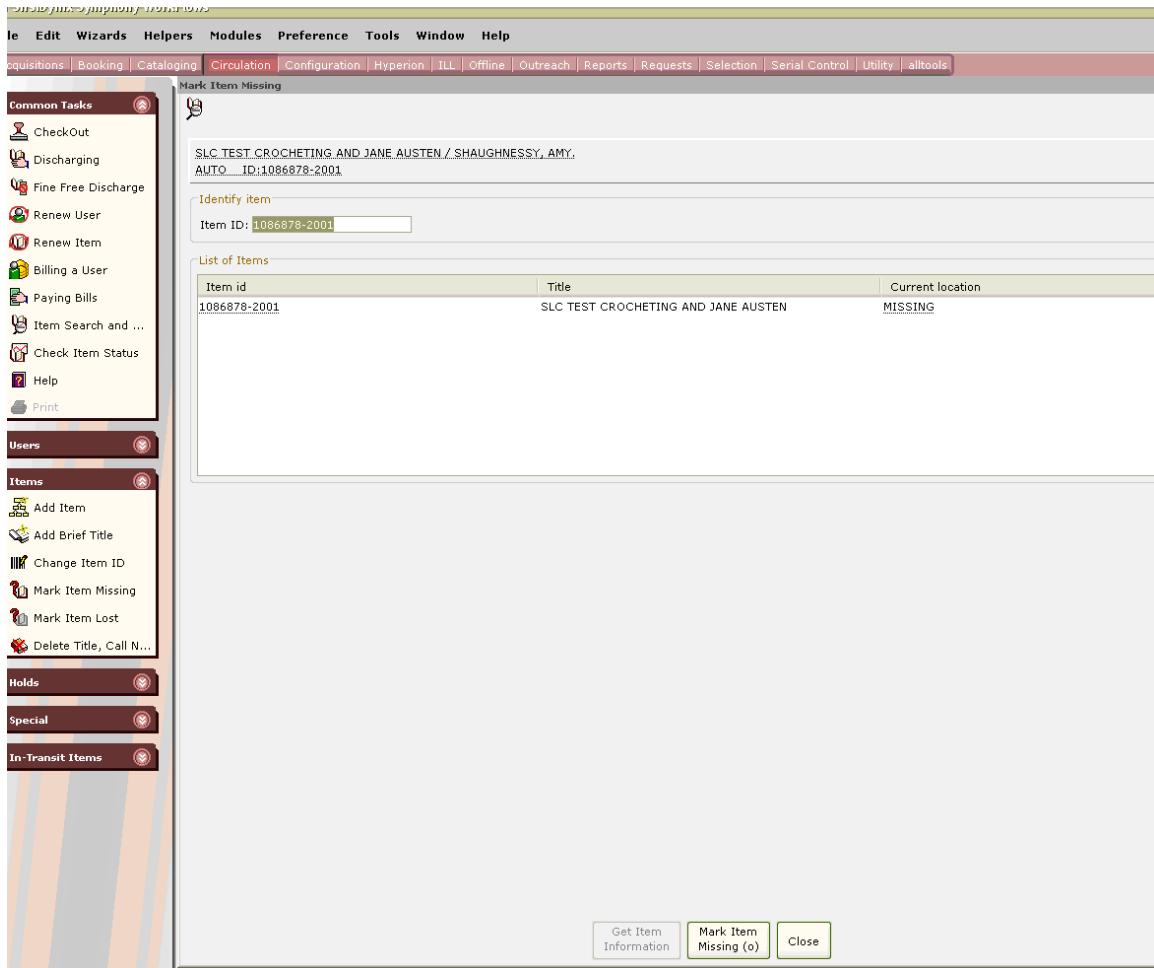 SirsiDynix Symphony WorkFlows
le Edit Wizards Helpers Modules Preference Tools Window Help
cquisitions Booking Cataloging Circulation Configuration Hyperion ILL Offline Outreach Reports Requests Selection Serial Control Utility alltools
Mark Item Missing
Common Tasks
CheckOut
Discharging
Fine Free Discharge
Renew User
Renew Item
Billing a User
Paying Bills
Item Search and ...
Check Item Status
Help
Print
Users
Items
Add Item
Add Brief Title
Change Item ID
Mark Item Missing
Mark Item Lost
Delete Title, Call N...
Holds
Special
In-Transit Items
SLC TEST CROCHETING AND JANE AUSTEN / SHAUGHNESSY, AMY.
AUTO ID:1086878-2001
Identify item
Item ID: 1086878-2001
List of Items
Item id Title Current location
1086878-2001 SLC TEST CROCHETING AND JANE AUSTEN MISSING
Get Item
Information
Mark Item
Missing (o)
Close